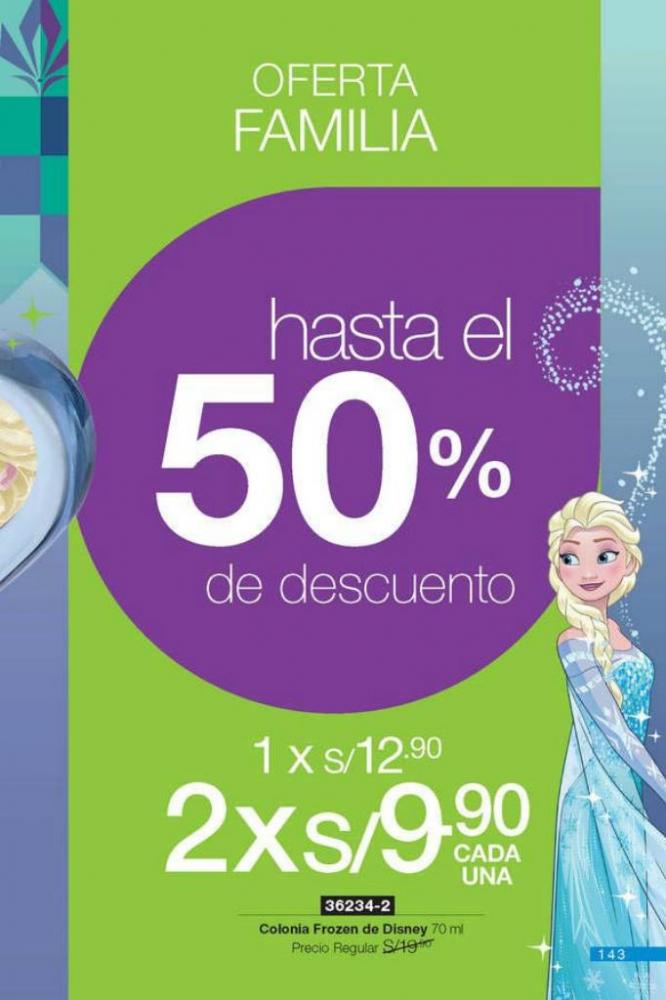 OFERTA
FAMILIA
hasta el
50%
de descuento
1 x s/12.90
2xs/9.90
CADA
UNA
36234-2
Colonia Frozen de Disney 70 ml
Precio Regular S/19.90
143